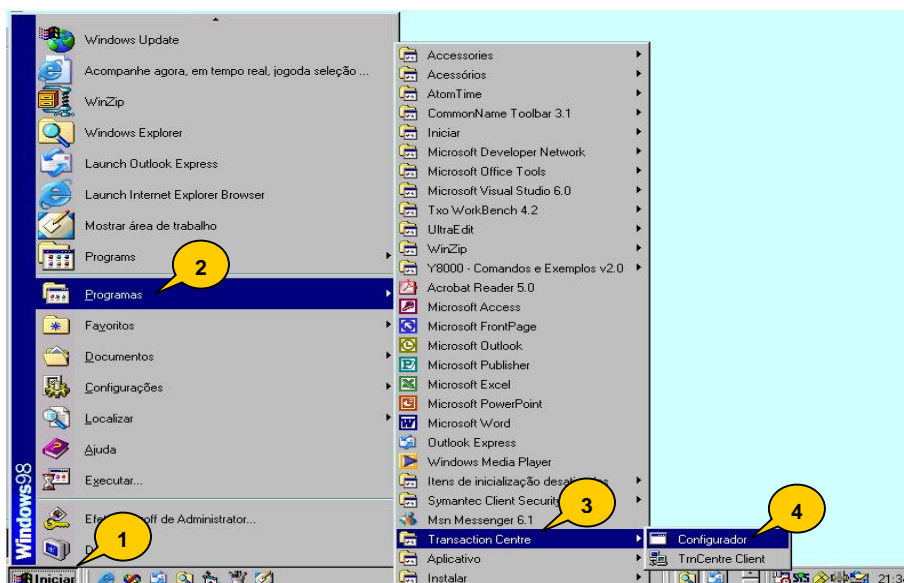 Windows Update
Acompanhe agora, em tempo real, jogoda seleção ...
WinZip
Windows Explorer
Launch Outlook Express
Launch Internet Explorer Browser
Mostrar área de trabalho
Programs
2
Programas
Favoritos
Documentos
Configurações
Localizar
Ajuda
Executar...
Efe off de Administrator...
1
D
Windows98
Iniciar
Accessories
Acessórios
AtomTime
CommonName Toolbar 3.1
Iniciar
Microsoft Developer Network
Microsoft Office Tools
Microsoft Visual Studio 6.0
Txo WorkBench 4.2
UltraEdit
WinZip
Y8000 - Comandos e Exemplos v2.0
Acrobat Reader 5.0
Microsoft Access
Microsoft FrontPage
Microsoft Outlook
Microsoft Publisher
Microsoft Excel
Microsoft PowerPoint
Microsoft Word
Outlook Express
Windows Media Player
Itens de inicialização
Symantec Client Security
3
Msn Messenger 6.1
Transaction Centre
Aplicativo
Instalar
4
Configurador
TrnCentre Client
21:3